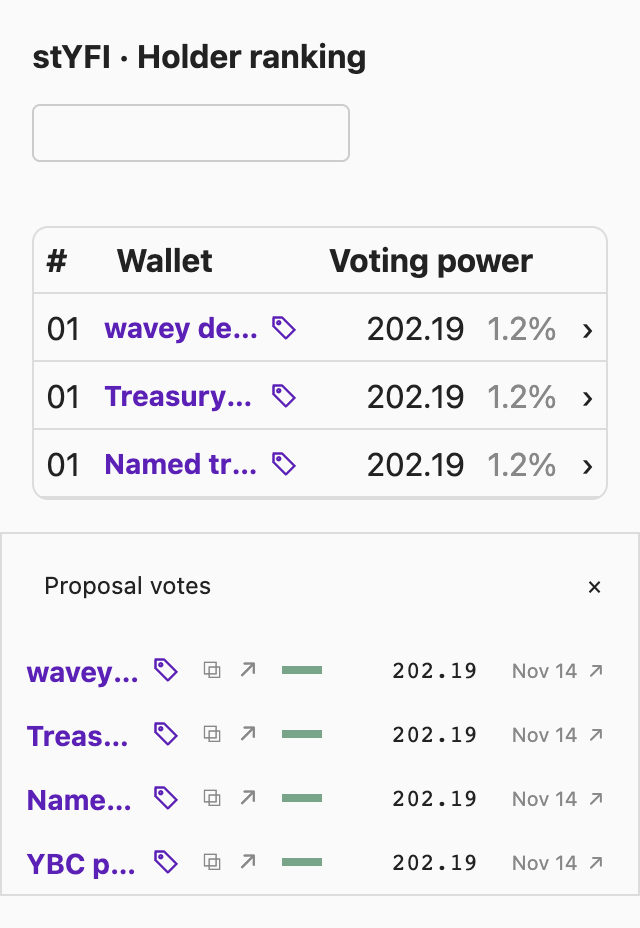 stYFI · Holder ranking
# Wallet Voting power
01 wavey de... 202.19 1.2% ›
01 Treasury... 202.19 1.2% ›
01 Named tr... 202.19 1.2% ›
Proposal votes ×
wavey... 202.19 Nov 14 ↗
Treas... 202.19 Nov 14 ↗
Name... 202.19 Nov 14 ↗
YBC p... 202.19 Nov 14 ↗